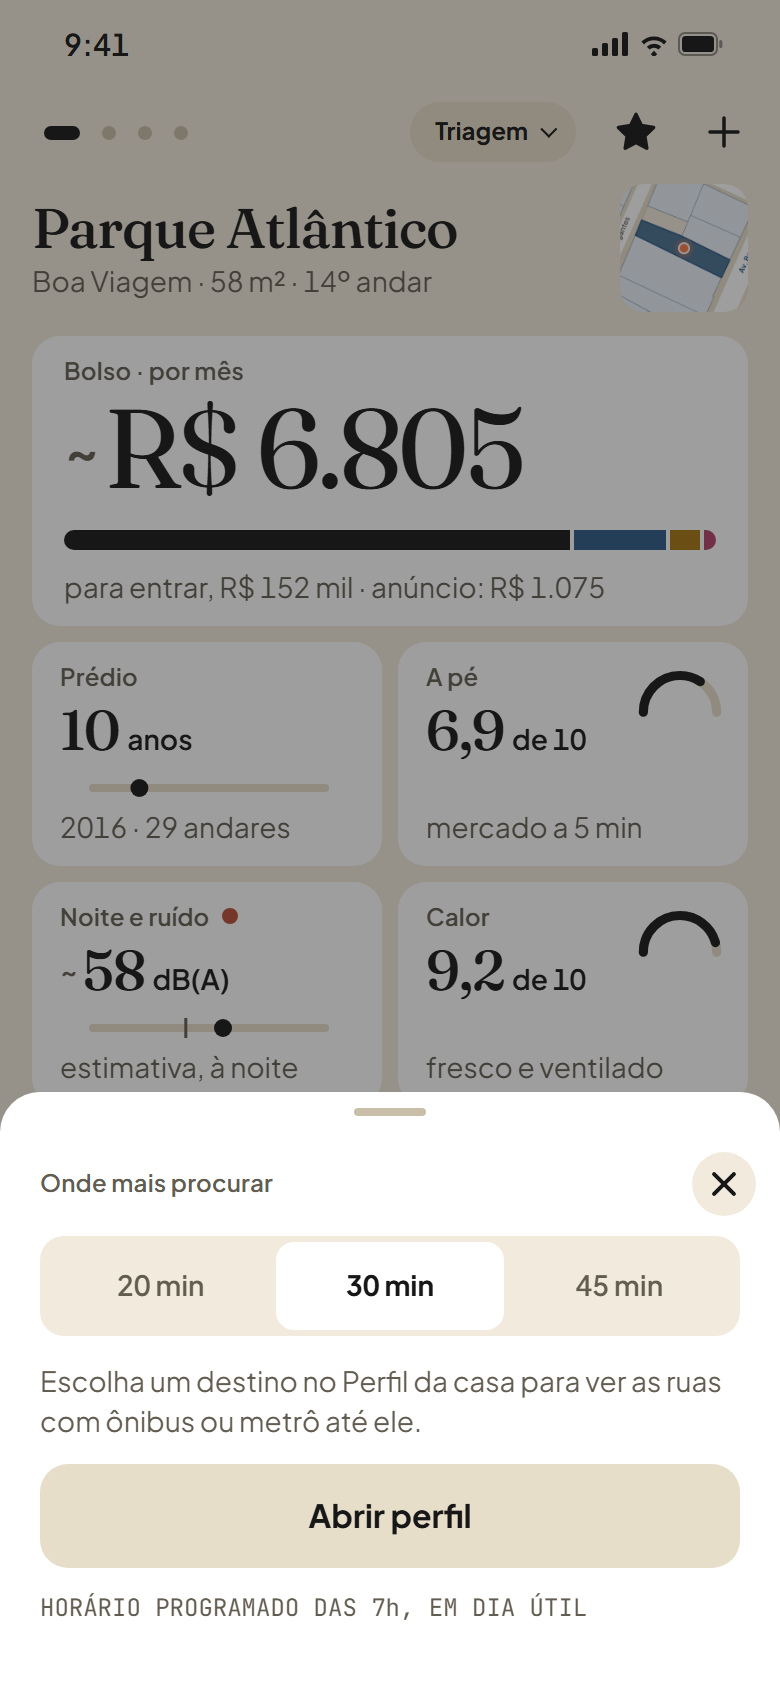 9:41
Triagem
Parque Atlântico
Boa Viagem · 58 m² · 14º andar
Bolso · por mês
~ R$ 6.805
para entrar, R$ 152 mil · anúncio: R$ 1.075
Prédio
10 anos
2016 · 29 andares
A pé
6,9 de 10
mercado a 5 min
Noite e ruído
~ 58 dB(A)
estimativa, à noite
Calor
9,2 de 10
fresco e ventilado
Onde mais procurar
20 min
30 min
45 min
Escolha um destino no Perfil da casa para ver as ruas
com ônibus ou metrô até ele.
Abrir perfil
HORÁRIO PROGRAMADO DAS 7h, EM DIA ÚTIL